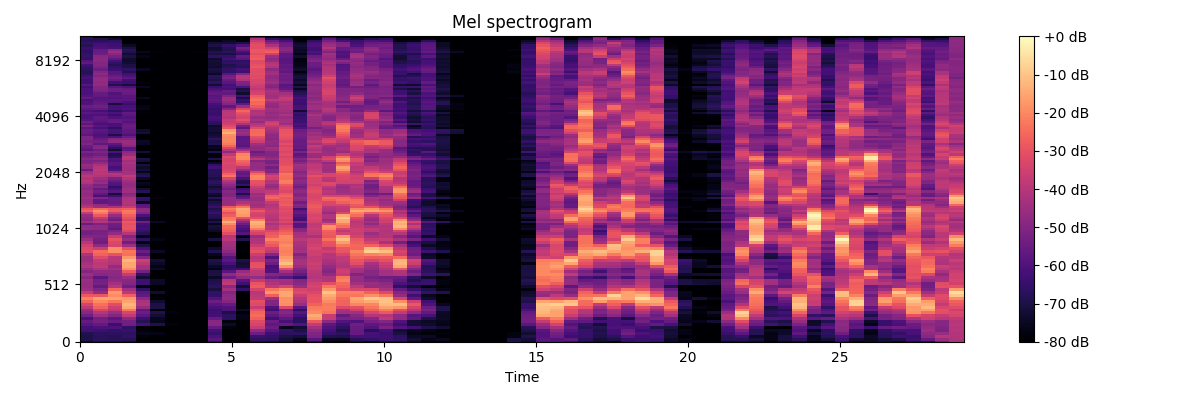 Mel spectrogram
8192
4096
2048
1024
512
0
Hz
0 5 10 15 20 25
Time
+0 dB
-10 dB
-20 dB
-30 dB
-40 dB
-50 dB
-60 dB
-70 dB
-80 dB